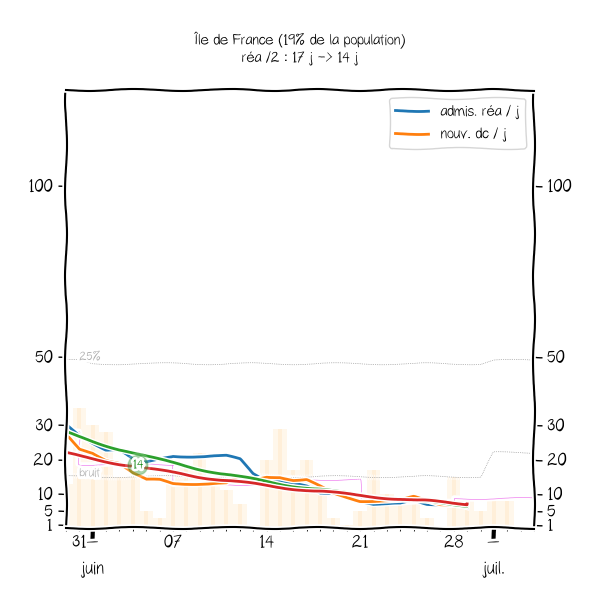 Île de France (19% de la population)
réa /2 : 17 j -> 14 j
admis. réa / j
nouv. dc / j
100 100
50 50
25%
30 30
20 20
14
bruit
10 10
5 5
1 1
31 07 14 21 28
juin juil.